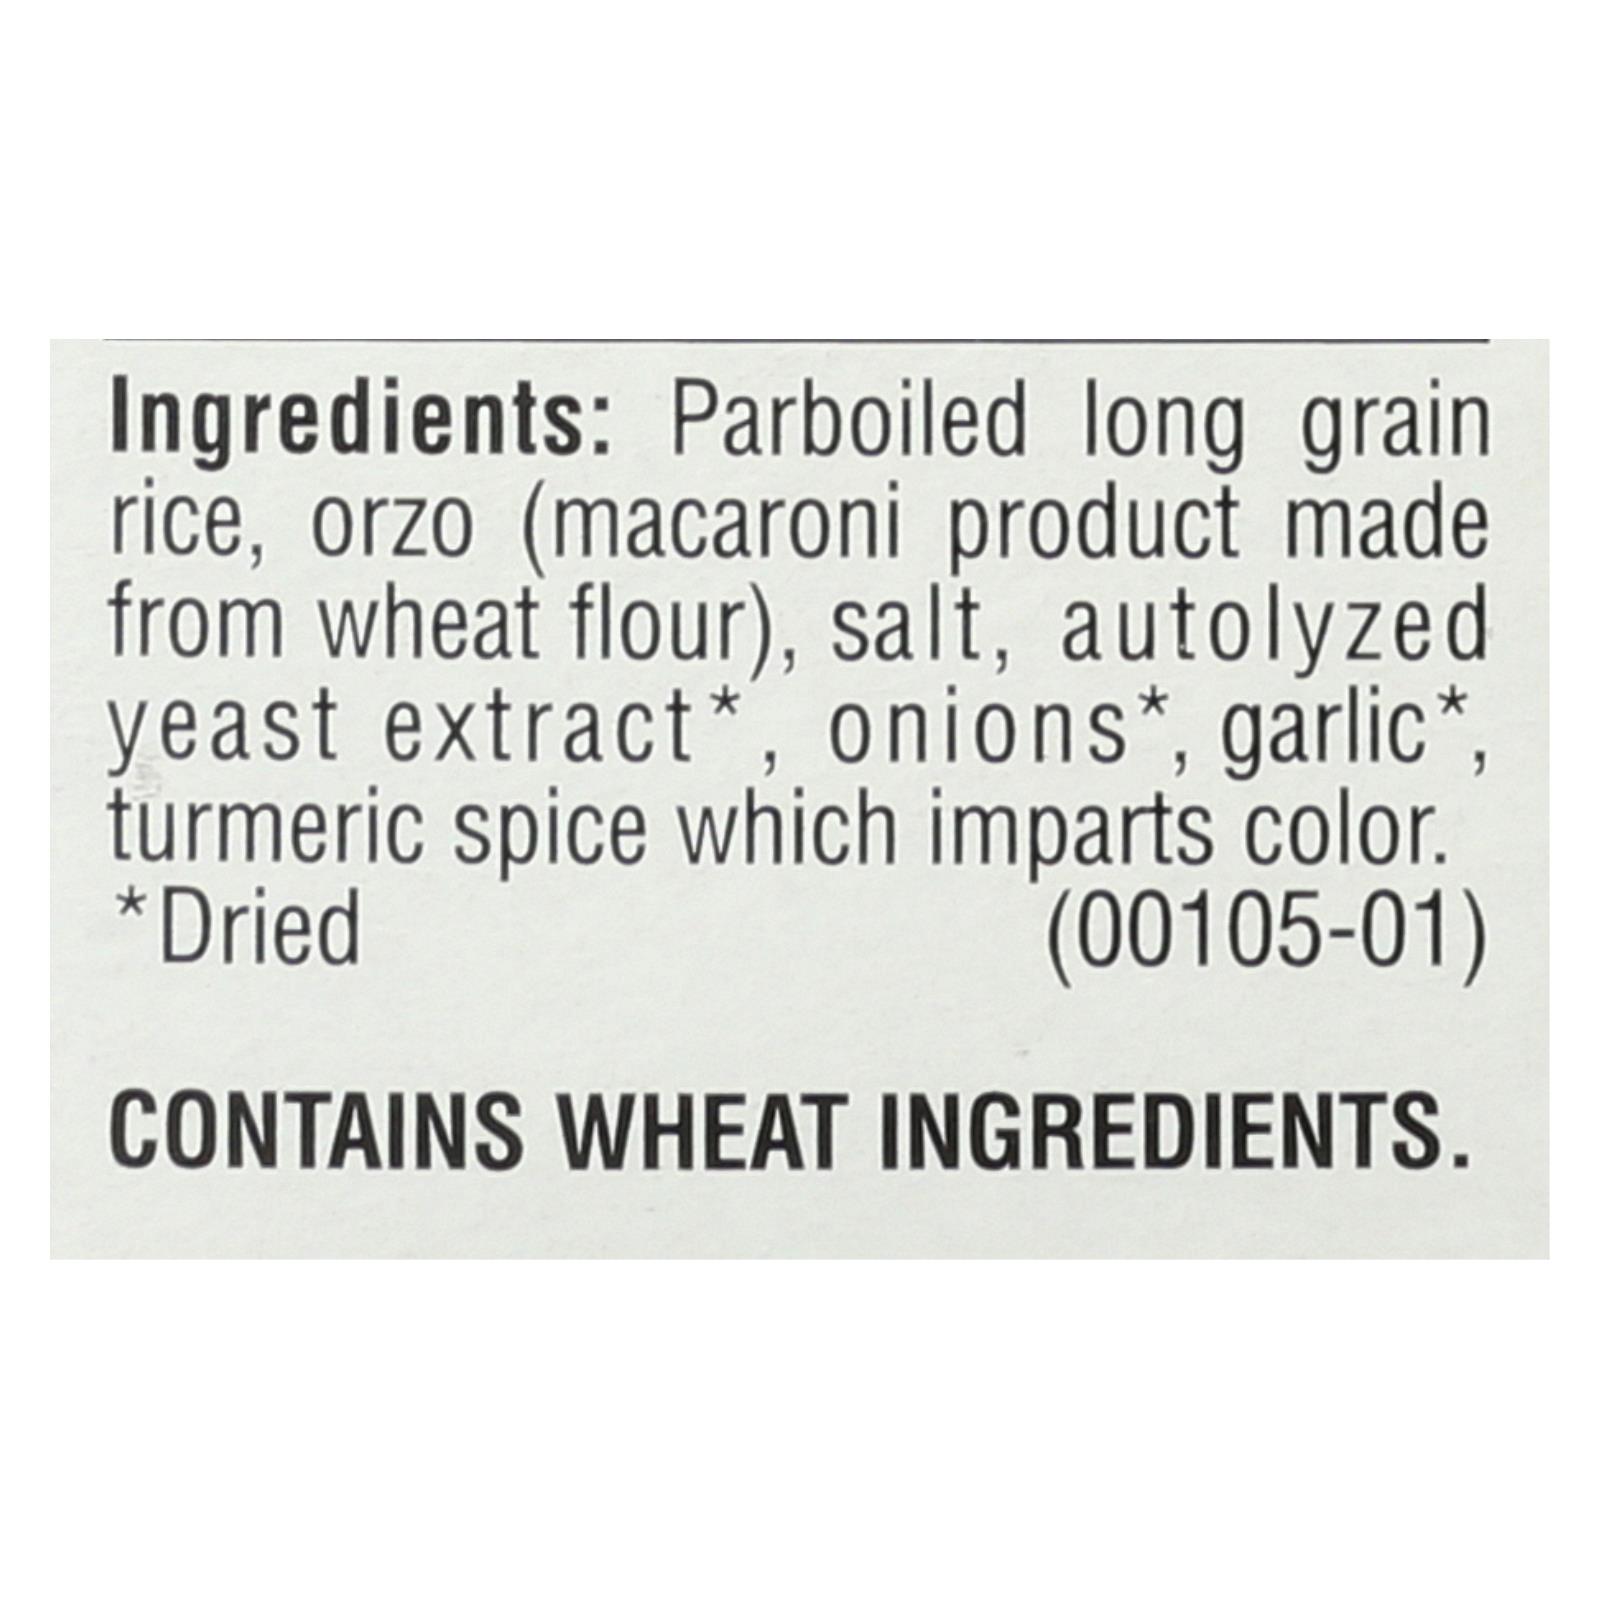 Ingredients: Parboiled long grain
rice, orzo (macaroni product made
from wheat flour), salt, autolyzed
yeast extract*, onions*, garlic*,
turmeric spice which imparts color.
*Dried (00105-01)
CONTAINS WHEAT INGREDIENTS.